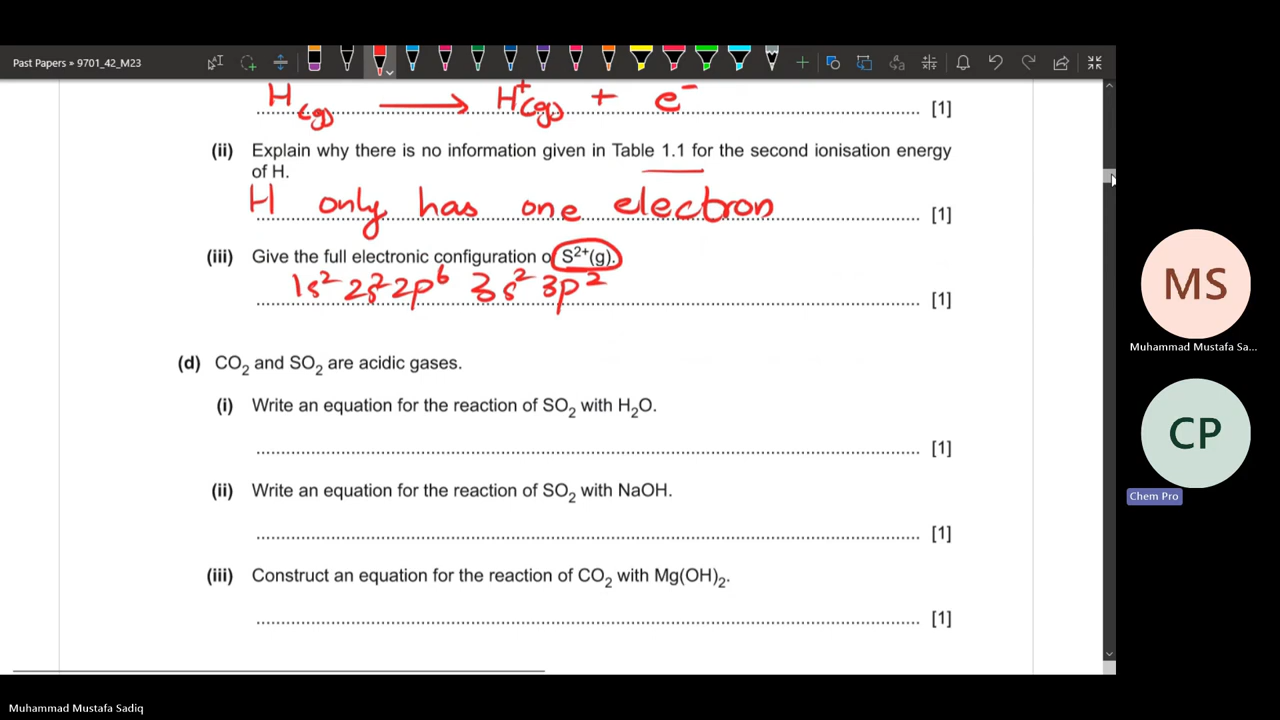 Past Papers » 9701_42_M23
H(g) → H⁺(g) + e⁻
[1]
(ii) Explain why there is no information given in Table 1.1 for the second ionisation energy
of H.
H only has one electron
[1]
(iii) Give the full electronic configuration o S²⁺(g).
1s² 2s² 2p⁶ 3s² 3p²
[1]
(d) CO₂ and SO₂ are acidic gases.
(i) Write an equation for the reaction of SO₂ with H₂O.
[1]
(ii) Write an equation for the reaction of SO₂ with NaOH.
[1]
(iii) Construct an equation for the reaction of CO₂ with Mg(OH)₂.
[1]
MS
Muhammad Mustafa Sa...
CP
Chem Pro
Muhammad Mustafa Sadiq